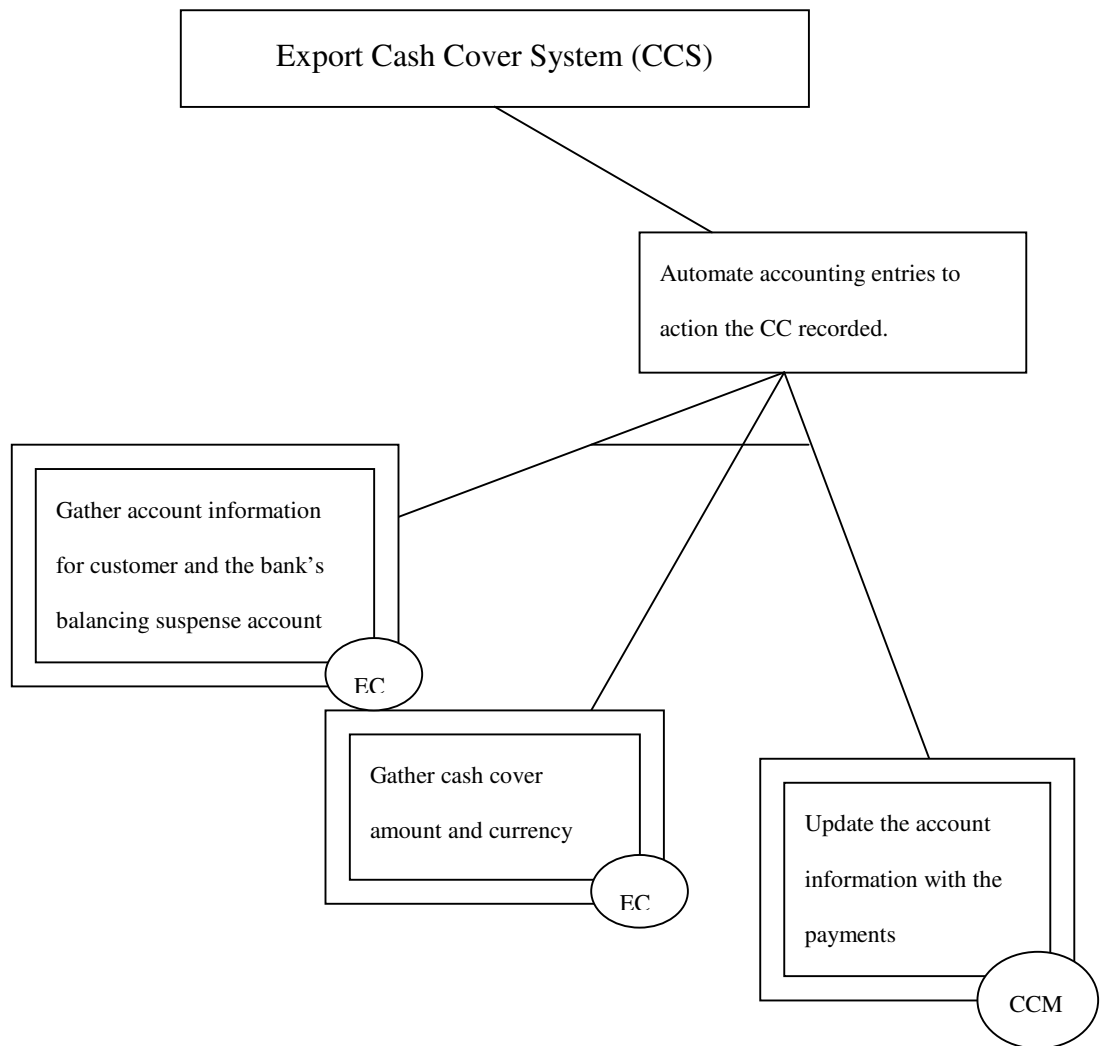 Export Cash Cover System (CCS)
Automate accounting entries to
action the CC recorded.
Gather account information
for customer and the bank's
balancing suspense account
EC
Gather cash cover
amount and currency
EC
Update the account
information with the
payments
CCM